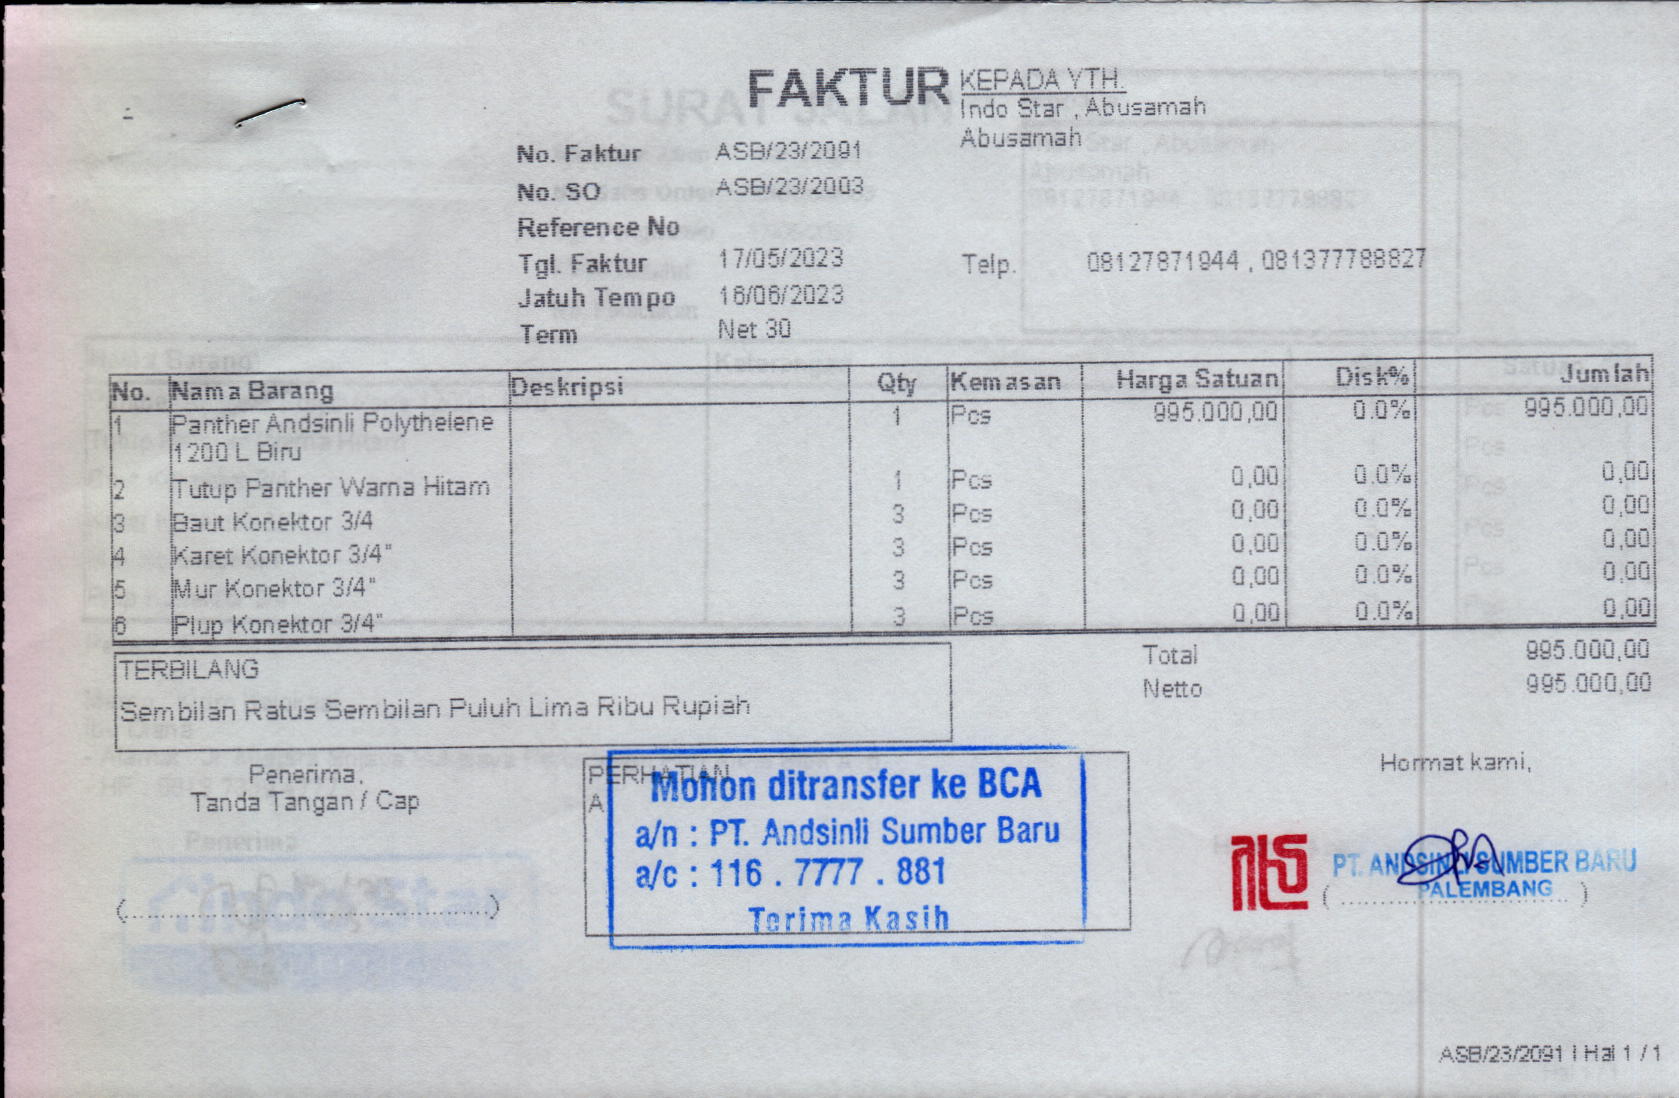 FAKTUR
KEPADA YTH.
Indo Star , Abusamah
Abusamah
No. Faktur ASB/23/2091
No. SO ASB/23/2003
Reference No
Tgl. Faktur 17/05/2023
Telp. 08127871944 , 081377788827
Jatuh Tempo 16/06/2023
Term Net 30
No. Nama Barang Deskripsi Qty Kemasan Harga Satuan Disk% Jumlah
1 Panther Andsinli Polythelene 1 Pcs 995.000,00 0.0% 995.000,00
1200 L Biru
2 Tutup Panther Warna Hitam 1 Pcs 0,00 0.0% 0,00
3 Baut Konektor 3/4 3 Pcs 0,00 0.0% 0,00
4 Karet Konektor 3/4" 3 Pcs 0,00 0.0% 0,00
5 Mur Konektor 3/4" 3 Pcs 0,00 0.0% 0,00
6 Plup Konektor 3/4" 3 Pcs 0,00 0.0% 0,00
Total 995.000,00
Netto 995.000,00
TERBILANG
Sembilan Ratus Sembilan Puluh Lima Ribu Rupiah
Penerima,
Tanda Tangan / Cap
(..........................................)
PERHATIAN
A
Mohon ditransfer ke BCA
a/n : PT. Andsinli Sumber Baru
a/c : 116 . 7777 . 881
Terima Kasih
Hormat kami,
PT. ANDSINLI SUMBER BARU
PALEMBANG
ASB/23/2091 | Hal 1 / 1